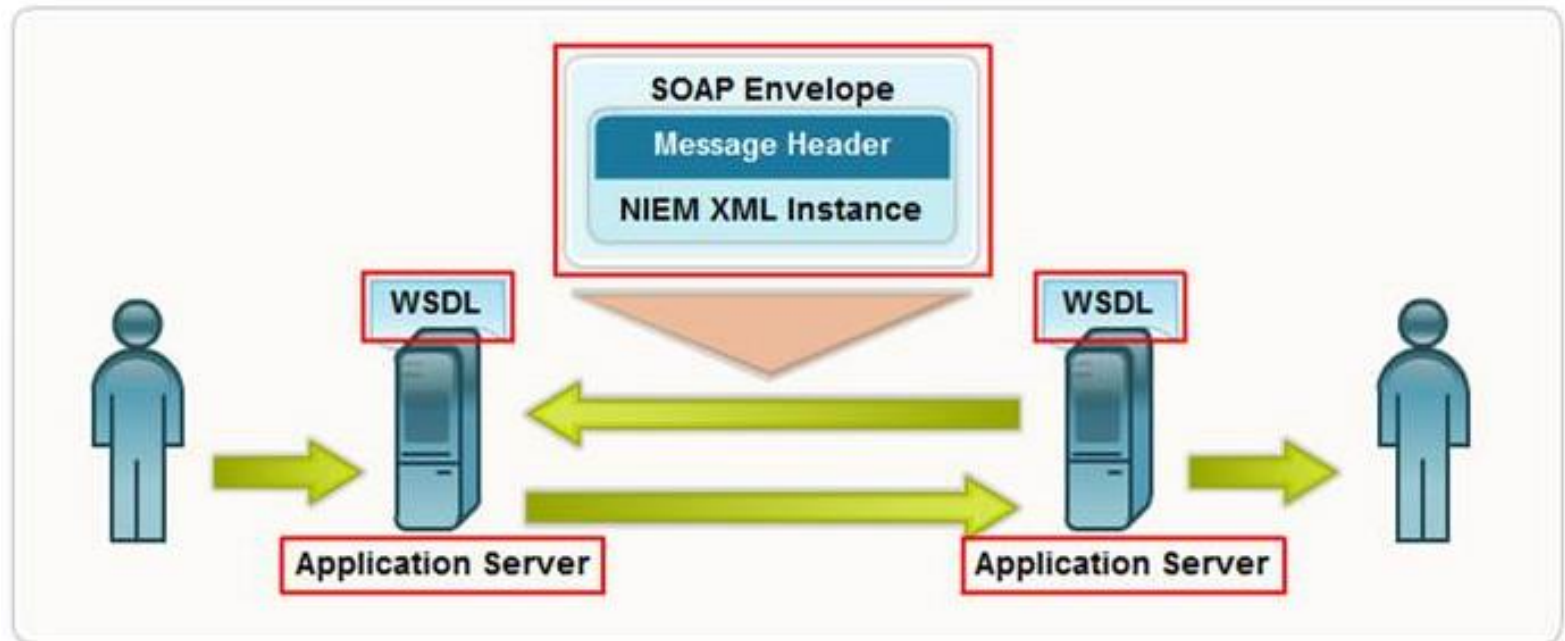 SOAP Envelope
Message Header
NIEM XML Instance
WSDL
WSDL
Application Server
Application Server